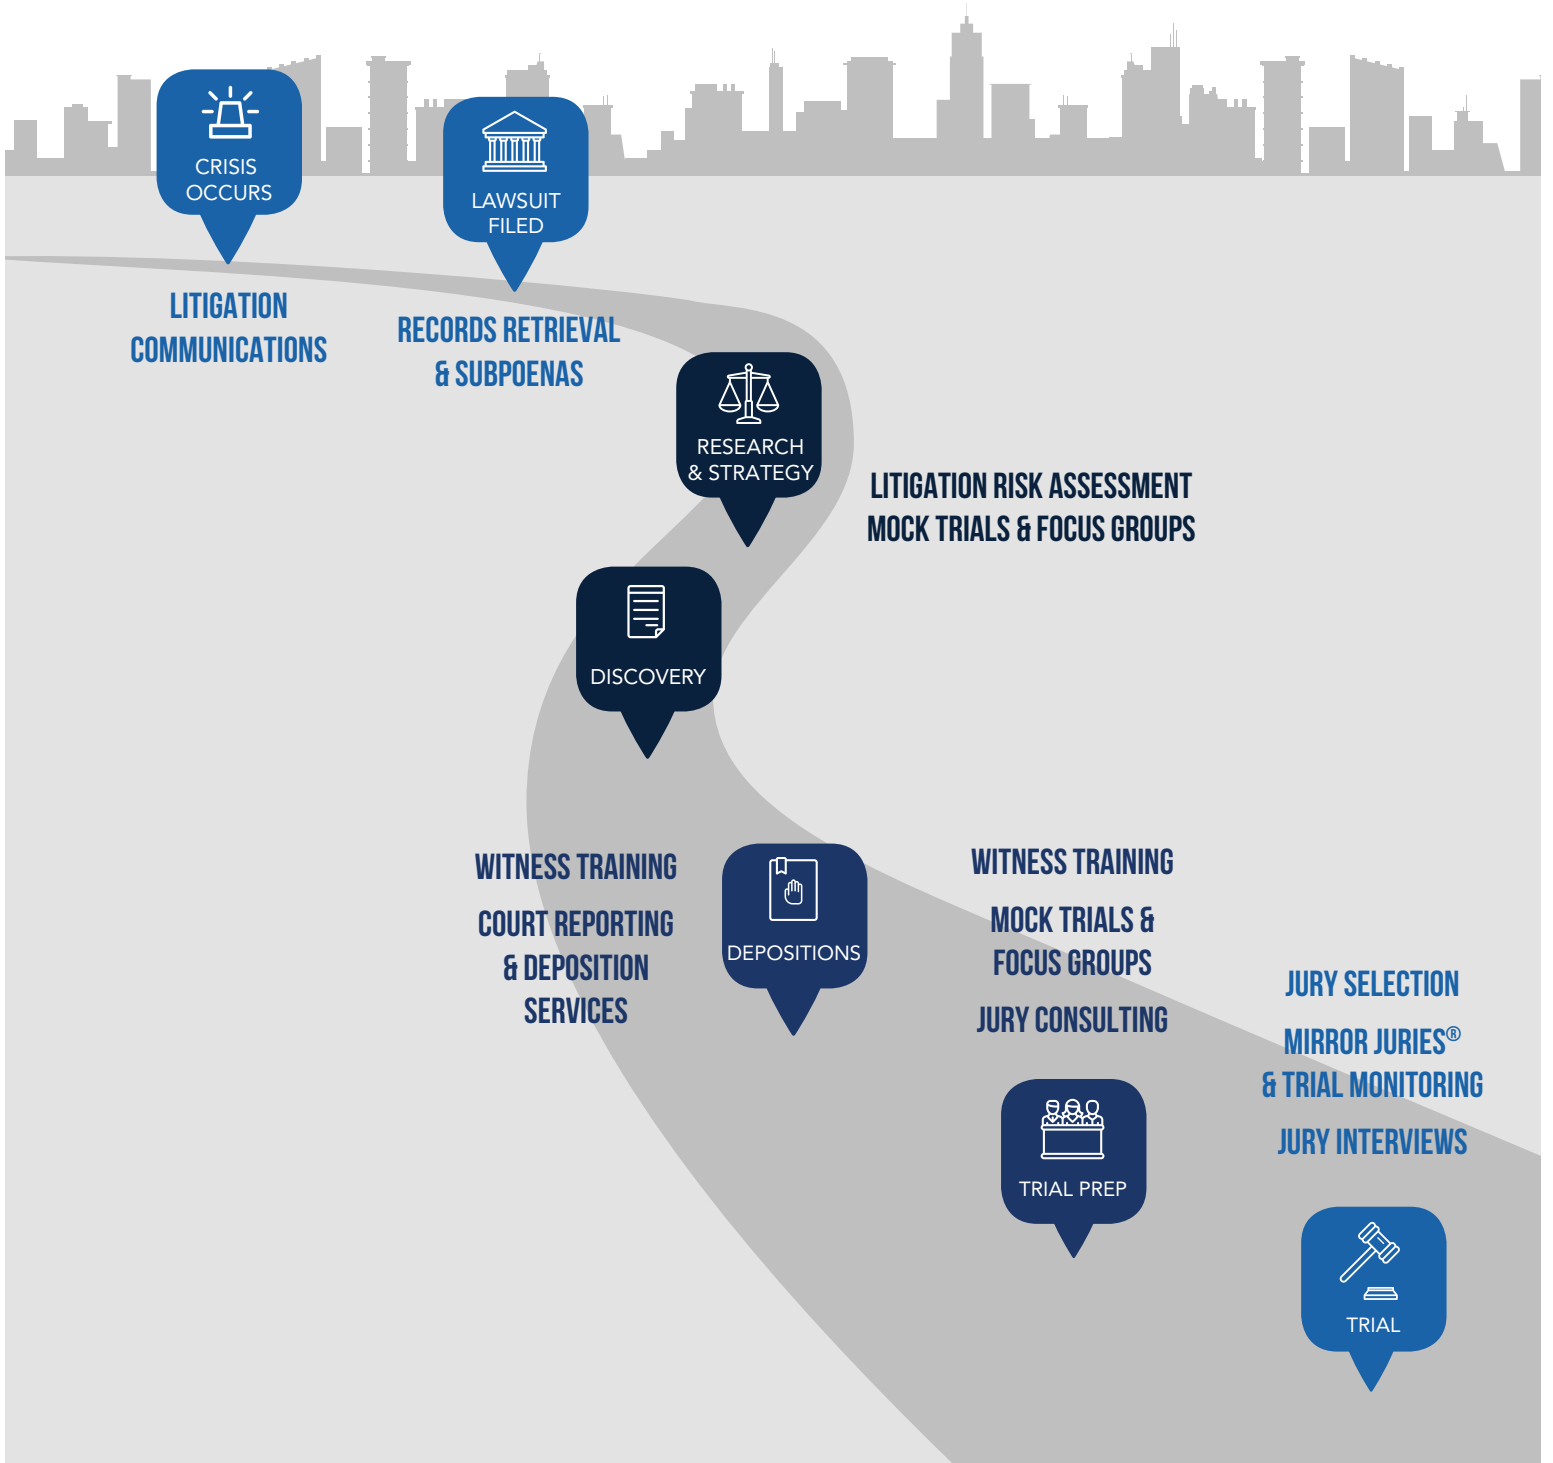 CRISIS
OCCURS
LITIGATION
COMMUNICATIONS
LAWSUIT
FILED
RECORDS RETRIEVAL
& SUBPOENAS
RESEARCH
& STRATEGY
LITIGATION RISK ASSESSMENT
MOCK TRIALS & FOCUS GROUPS
DISCOVERY
WITNESS TRAINING
COURT REPORTING
& DEPOSITION
SERVICES
DEPOSITIONS
WITNESS TRAINING
MOCK TRIALS &
FOCUS GROUPS
JURY CONSULTING
TRIAL PREP
JURY SELECTION
MIRROR JURIES®
& TRIAL MONITORING
JURY INTERVIEWS
TRIAL